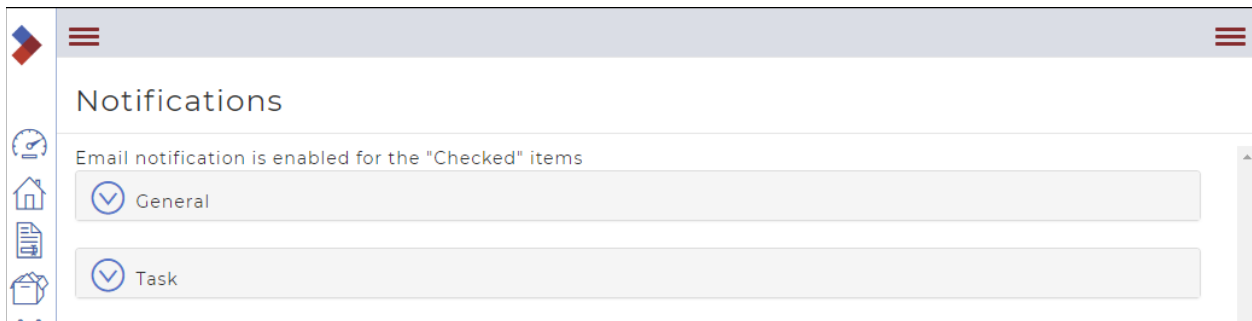 Notifications
Email notification is enabled for the "Checked" items
General
Task